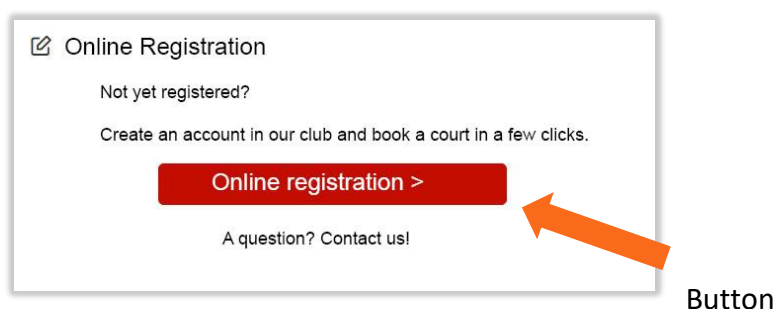 Online Registration
Not yet registered?
Create an account in our club and book a court in a few clicks.
Online registration >
A question? Contact us!
Button